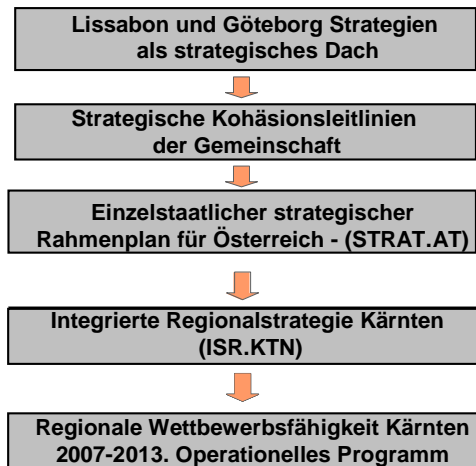 Lissabon und Göteborg Strategien
als strategisches Dach
Strategische Kohäsionsleitlinien
der Gemeinschaft
Einzelstaatlicher strategischer
Rahmenplan für Österreich - (STRAT.AT)
Integrierte Regionalstrategie Kärnten
(ISR.KTN)
Regionale Wettbewerbsfähigkeit Kärnten
2007-2013. Operationelles Programm